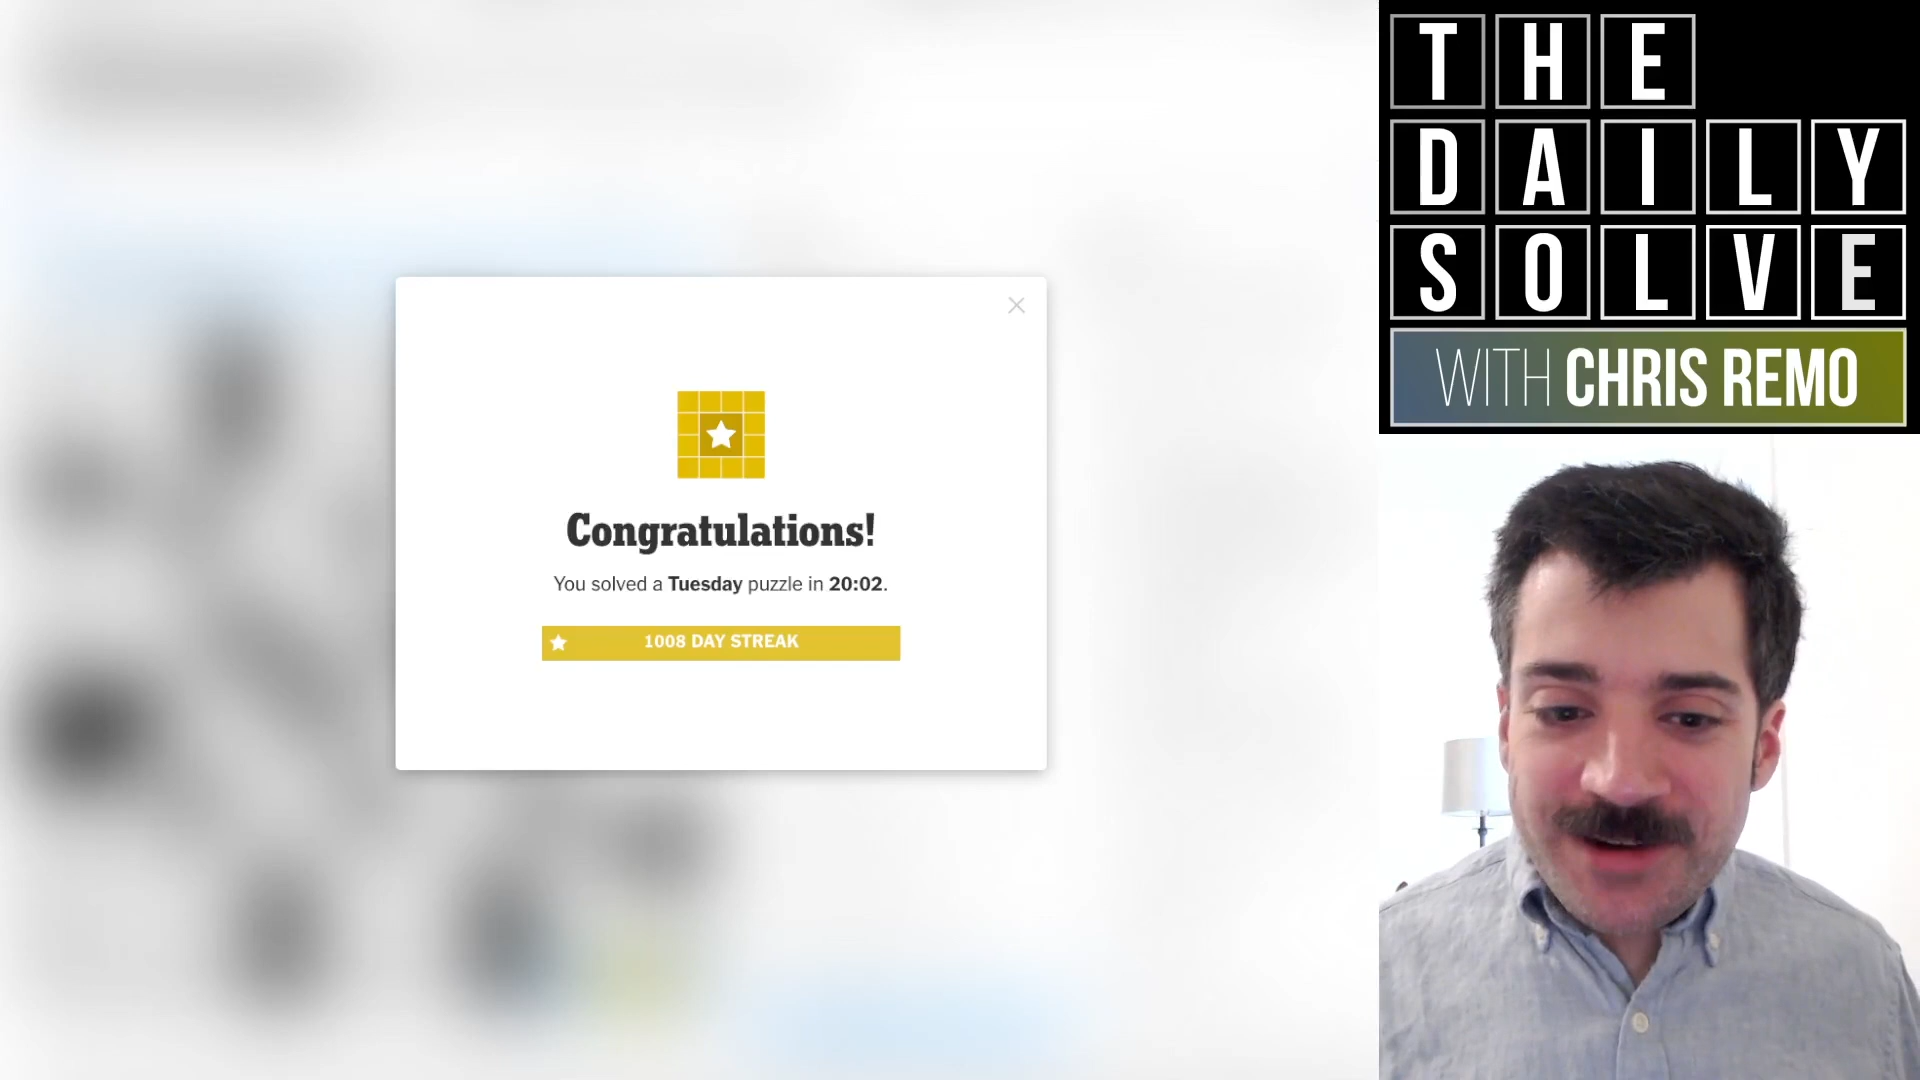 Congratulations!
You solved a Tuesday puzzle in 20:02.
1008 DAY STREAK
THE
DAILY
SOLVE
WITH CHRIS REMO